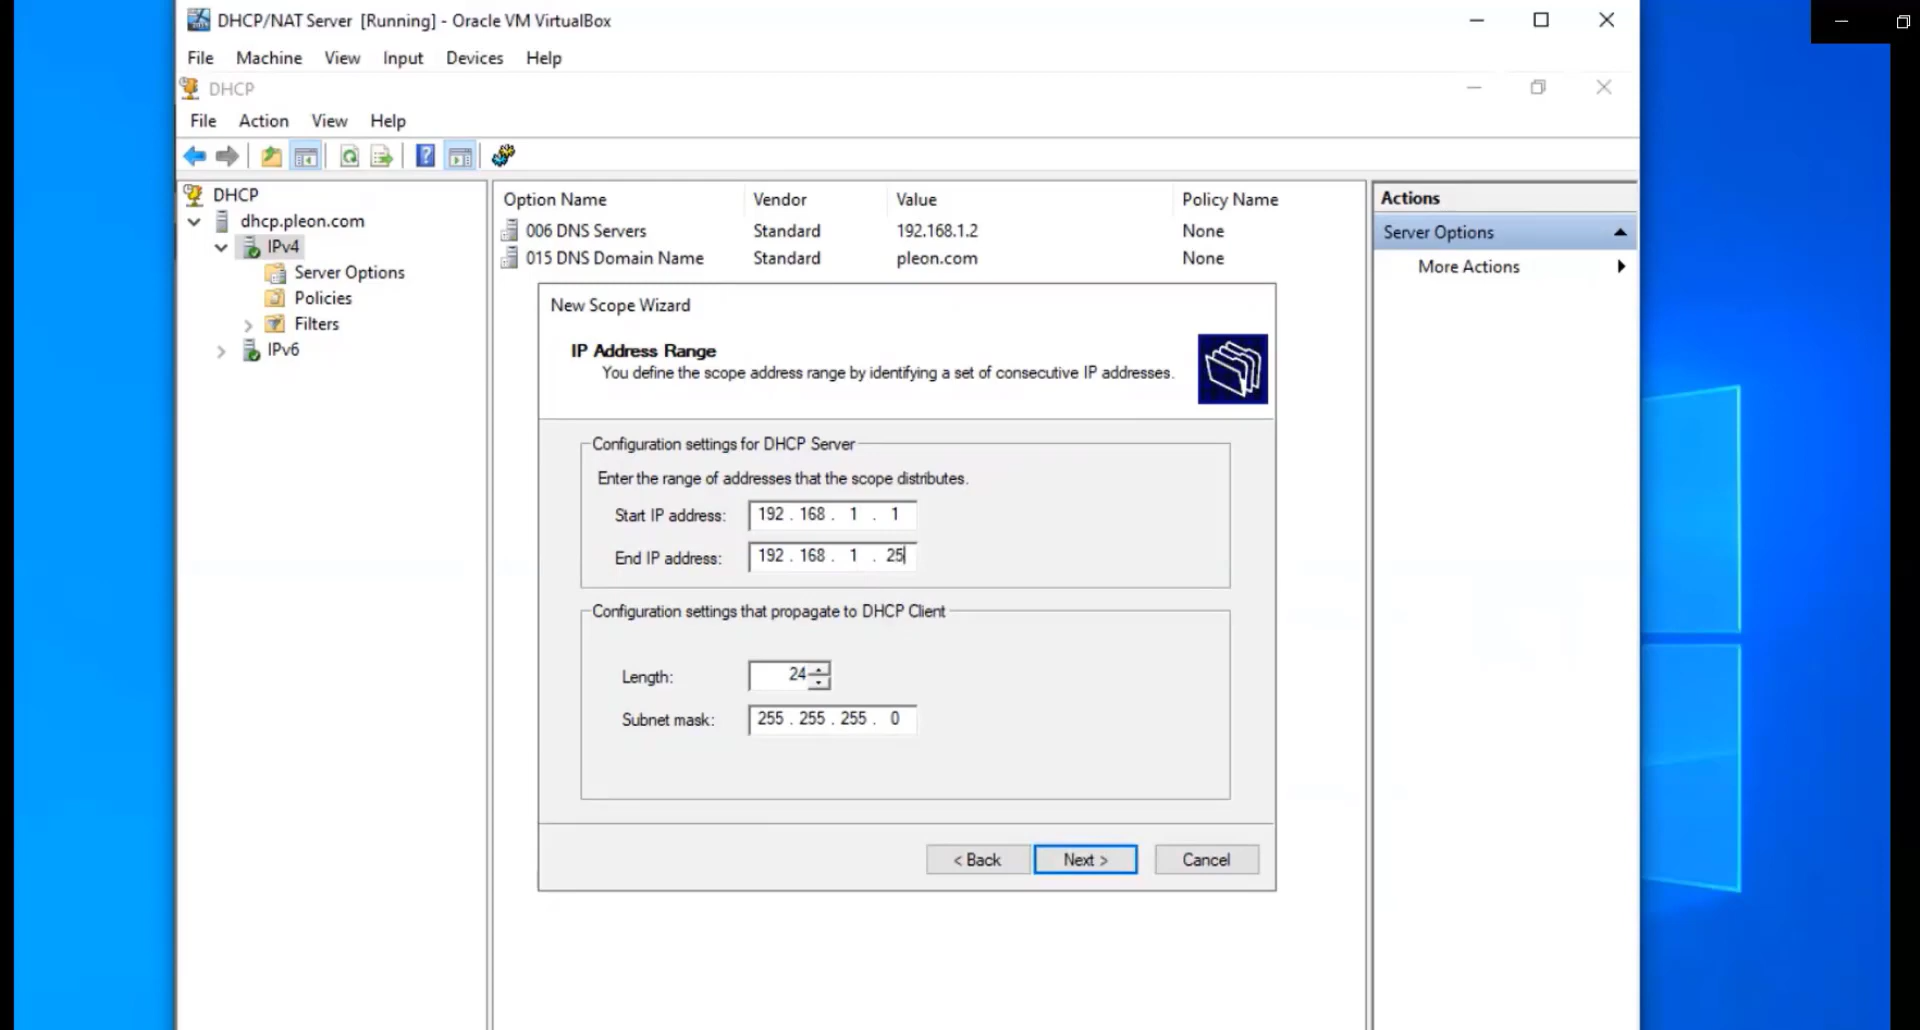 DHCP/NAT Server [Running] - Oracle VM VirtualBox
File Machine View Input Devices Help
DHCP
File Action View Help
DHCP
dhcp.pleon.com
IPv4
Server Options
Policies
Filters
IPv6
Option Name Vendor Value Policy Name
006 DNS Servers Standard 192.168.1.2 None
015 DNS Domain Name Standard pleon.com None
New Scope Wizard
IP Address Range
You define the scope address range by identifying a set of consecutive IP addresses.
Configuration settings for DHCP Server
Enter the range of addresses that the scope distributes.
Start IP address: 192 . 168 . 1 . 1
End IP address: 192 . 168 . 1 . 25
Configuration settings that propagate to DHCP Client
Length: 24
Subnet mask: 255 . 255 . 255 . 0
< Back Next > Cancel
Actions
Server Options
More Actions